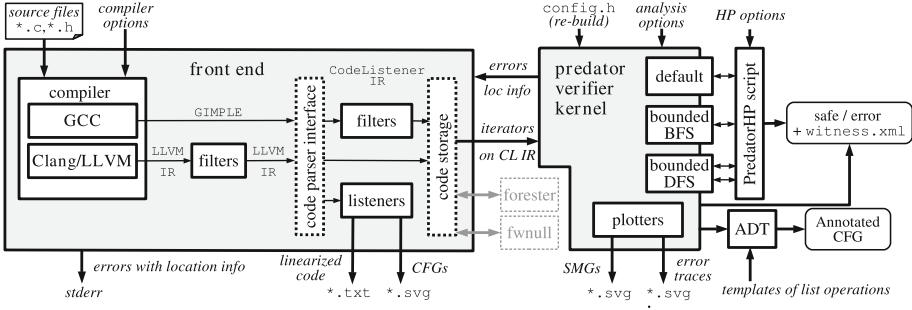 source files
*.c,*.h
compiler
options
config.h
(re-build)
analysis
options
HP options
front end
CodeListener
IR
errors
loc info
predator
verifier
kernel
default
compiler
GCC
GIMPLE
filters
bounded
BFS
safe / error
+ witness.xml
iterators
on CL IR
Clang/LLVM
LLVM
IR
filters
LLVM
IR
code parser interface
code storage
bounded
DFS
PredatorHP script
listeners
forester
fwnull
plotters
ADT
Annotated
CFG
errors with location info
stderr
linearized
code
CFGs
*.txt
*.svg
SMGs
error
traces
*.svg
*.svg
.
templates of list operations